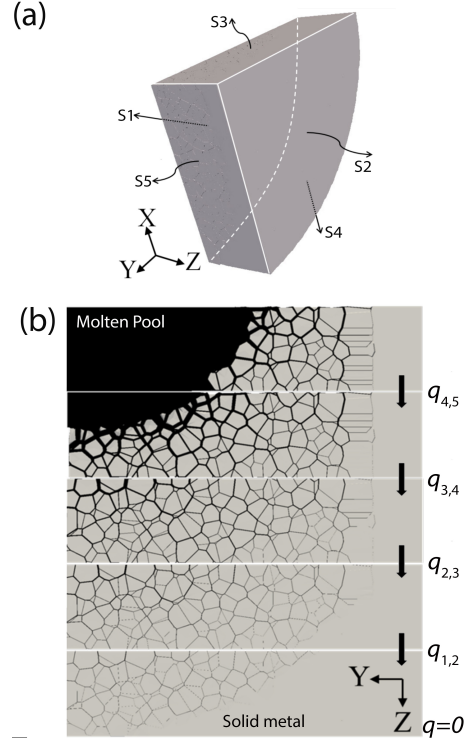 (a)
S3
S1
S2
S5
S4
X
Y
Z
(b)
Molten Pool
q4,5
q3,4
q2,3
q1,2
Y
Z
Solid metal
q=0